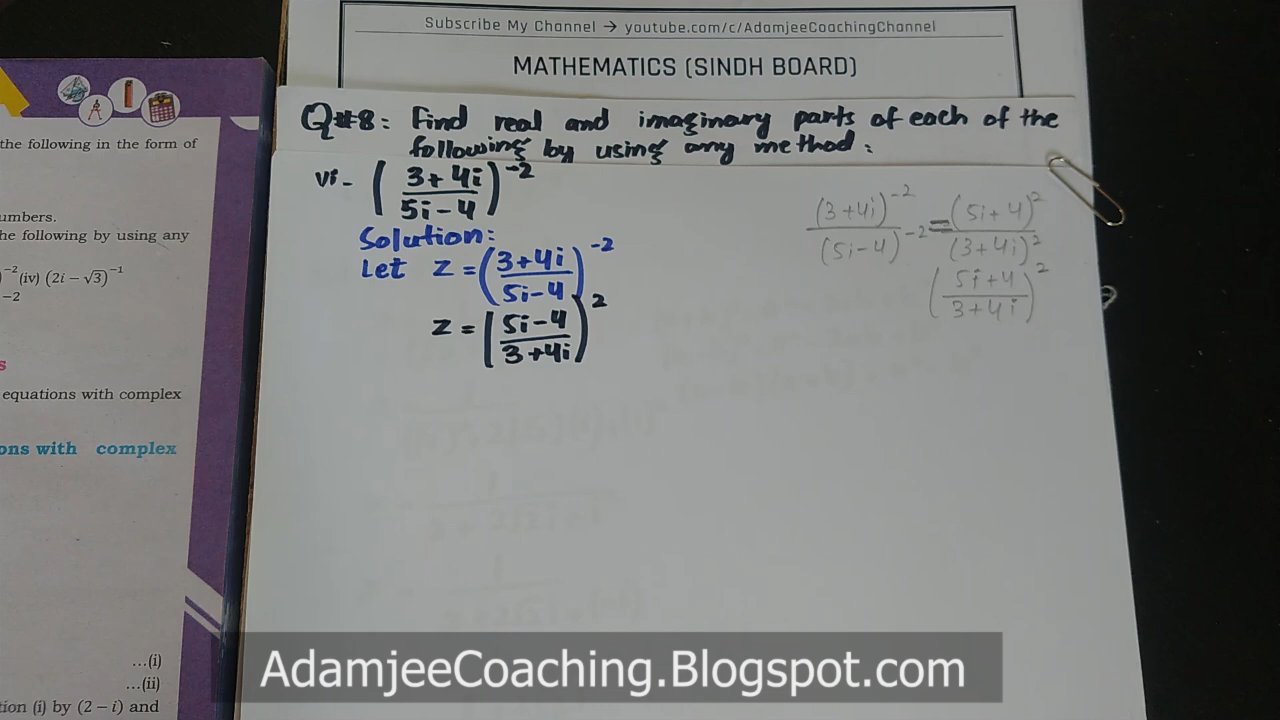 Subscribe My Channel → youtube.com/c/AdamjeeCoachingChannel
MATHEMATICS (SINDH BOARD)
Q#8: Find real and imaginary parts of each of the
following by using any method:
vi- ((3+4i)/(5i-4))^-2
Solution:
Let z = ((3+4i)/(5i-4))^-2
z = ((5i-4)/(3+4i))^2
(3+4i)^-2/(5i-4)^-2 = (5i+4)^2/(3+4i)^2
((5i+4)/(3+4i))^2
the following in the form of
umbers.
he following by using any
)^-2 (iv) (2i - √3)^-1
-2
s
equations with complex
ons with complex
...(i)
...(ii)
tion (i) by (2 - i) and
AdamjeeCoaching.Blogspot.com